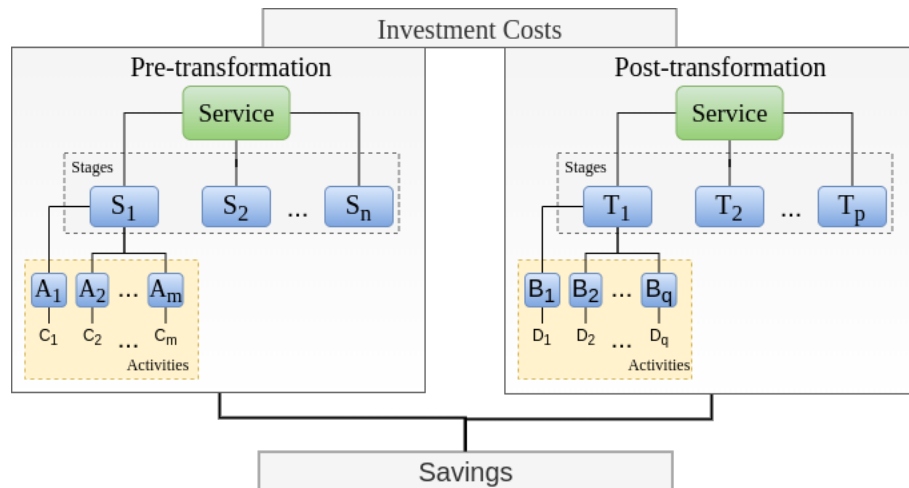 Investment Costs
Pre-transformation
Service
Stages
S1 S2 ... Sn
A1 A2 ... Am
C1 C2 ... Cm
Activities
Post-transformation
Service
Stages
T1 T2 ... Tp
B1 B2 ... Bq
D1 D2 ... Dq
Activities
Savings